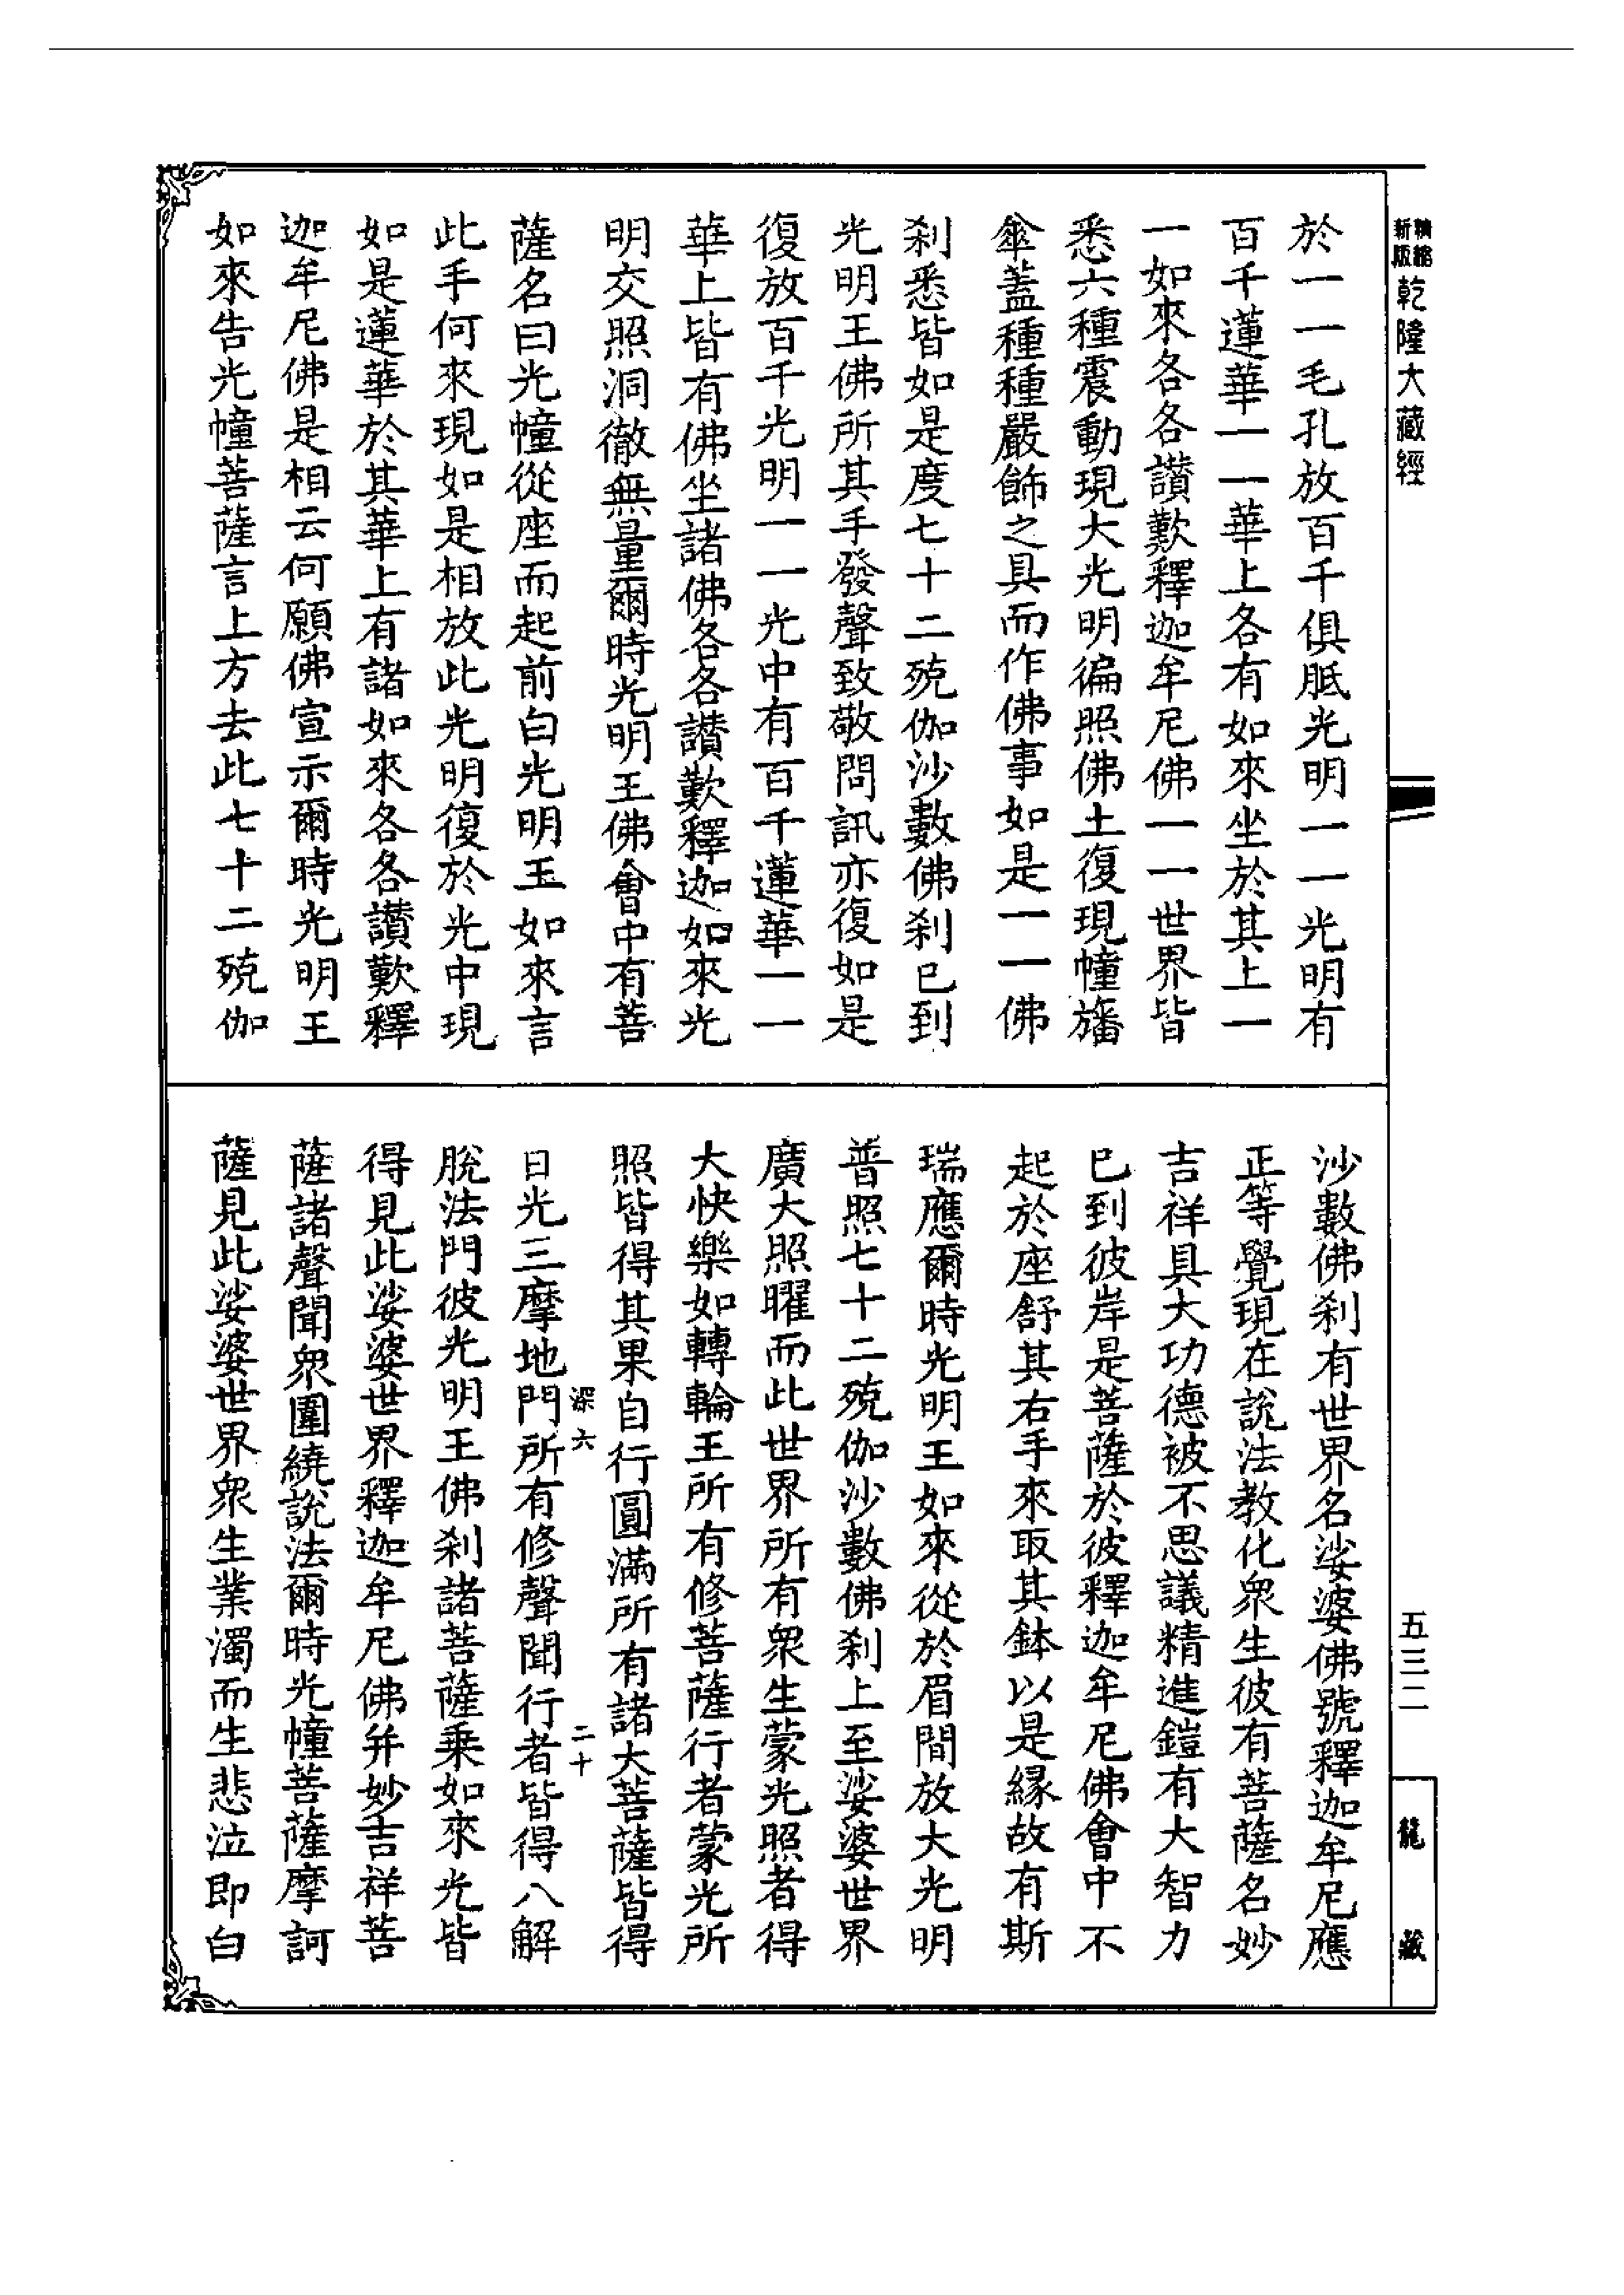 新版精縮乾隆大藏經
於一一毛孔放百千俱胝光明一一光明有
百千蓮華一一華上各有如來坐於其上一
一如來各各讚歎釋迦牟尼佛一一世界皆
悉六種震動現大光明徧照佛土復現幢旛
傘蓋種種嚴飾之具而作佛事如是一一佛
剎悉皆如是度七十二殑伽沙數佛剎已到
光明王佛所其手發聲致敬問訊亦復如是
復放百千光明一一光中有百千蓮華一一
華上皆有佛坐諸佛各各讚歎釋迦如來光
明交照洞徹無量爾時光明王佛會中有菩
薩名曰光幢從座而起前白光明玉如來言
此手何來現如是相放此光明復於光中現
如是蓮華於其華上有諸如來各各讚歎釋
迦牟尼佛是相云何願佛宣示爾時光明王
如來告光幢菩薩言上方去此七十二殑伽
沙數佛剎有世界名娑婆佛號釋迦牟尼應
正等覺現在說法教化眾生彼有菩薩名妙
吉祥具大功德被不思議精進鎧有大智力
已到彼岸是菩薩於彼釋迦牟尼佛會中不
起於座舒其右手來取其鉢以是緣故有斯
瑞應爾時光明王如來從於眉間放大光明
普照七十二殑伽沙數佛剎上至娑婆世界
廣大照曜而此世界所有眾生蒙光照者得
大快樂如轉輪王所有修菩薩行者蒙光所
照皆得其果自行圓滿所有諸大菩薩皆得
深六 二十
日光三摩地門所有修聲聞行者皆得八解
脫法門彼光明王佛剎諸菩薩乘如來光皆
得見此娑婆世界釋迦牟尼佛并妙吉祥菩
薩諸聲聞眾圍繞說法爾時光幢菩薩摩訶
薩見此娑婆世界眾生業濁而生悲泣即白
五三二
龍藏